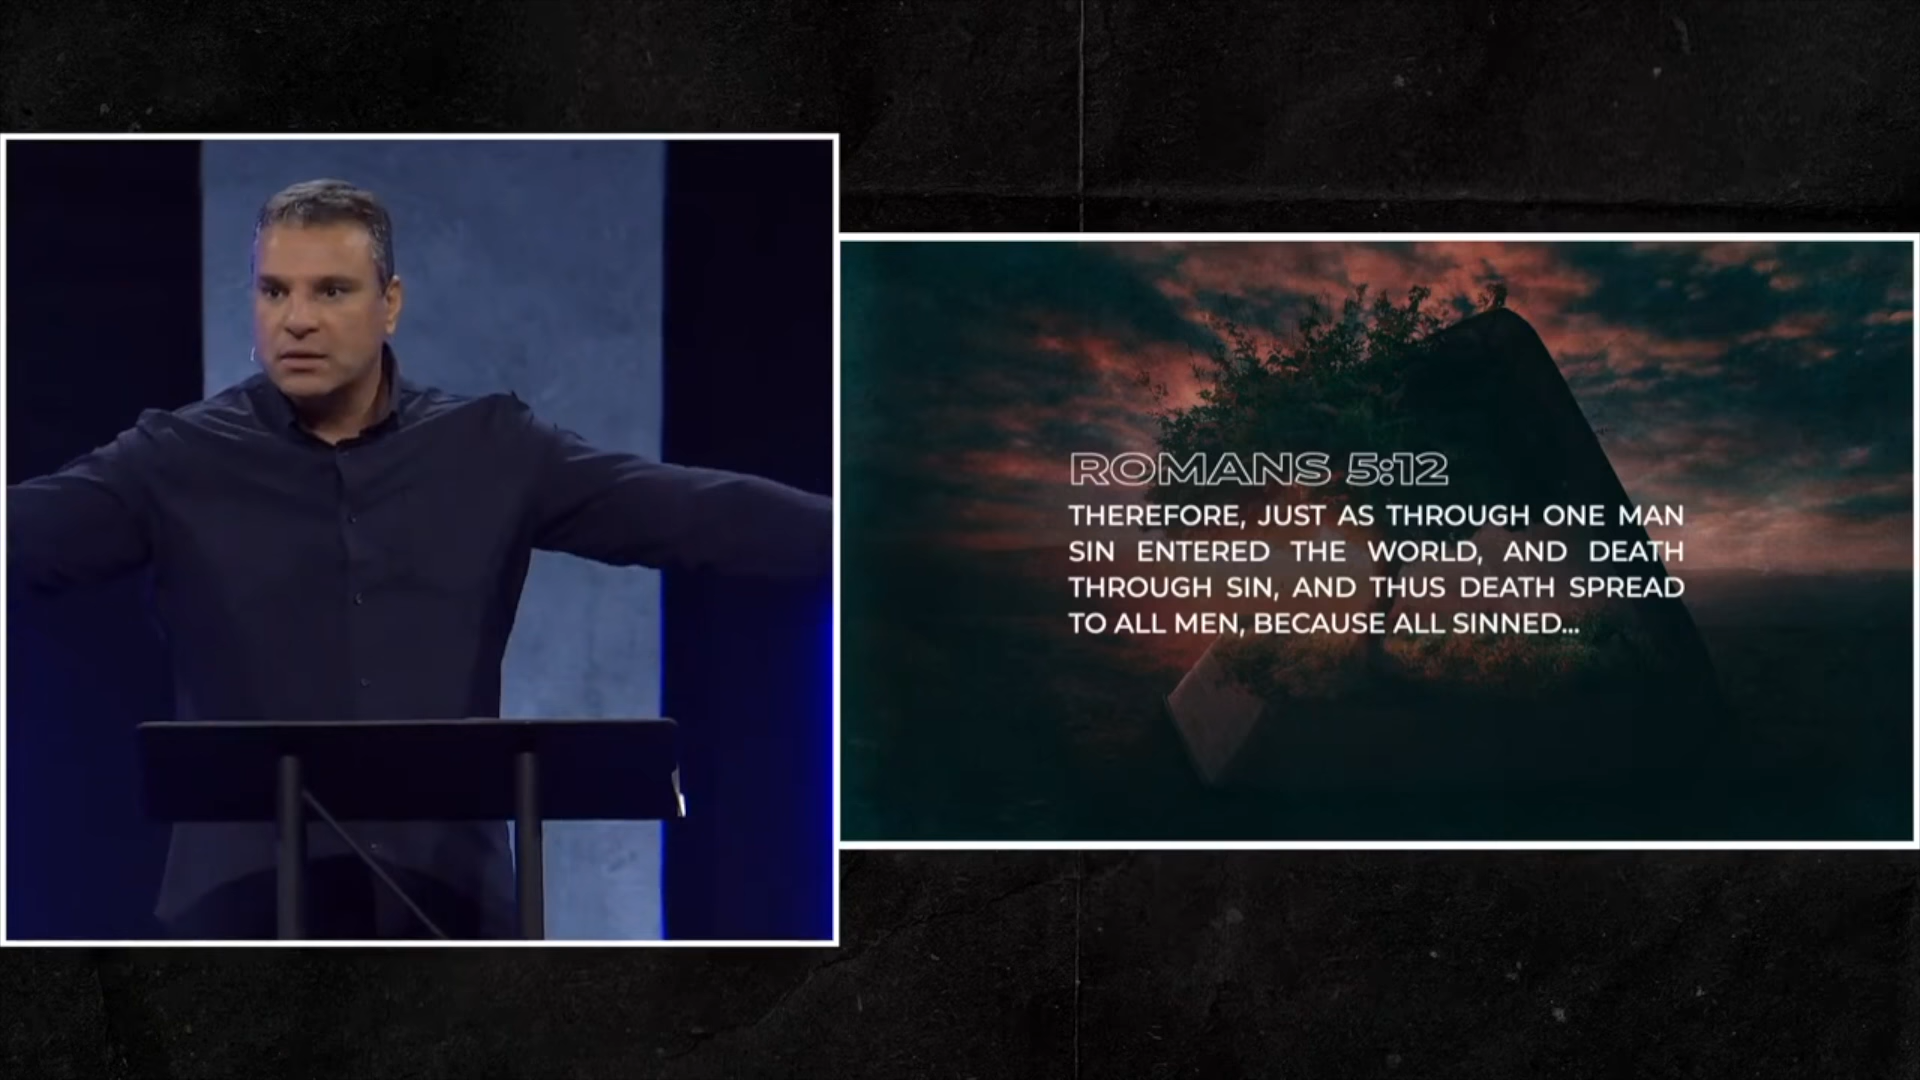 ROMANS 5:12
THEREFORE, JUST AS THROUGH ONE MAN
SIN ENTERED THE WORLD, AND DEATH
THROUGH SIN, AND THUS DEATH SPREAD
TO ALL MEN, BECAUSE ALL SINNED...